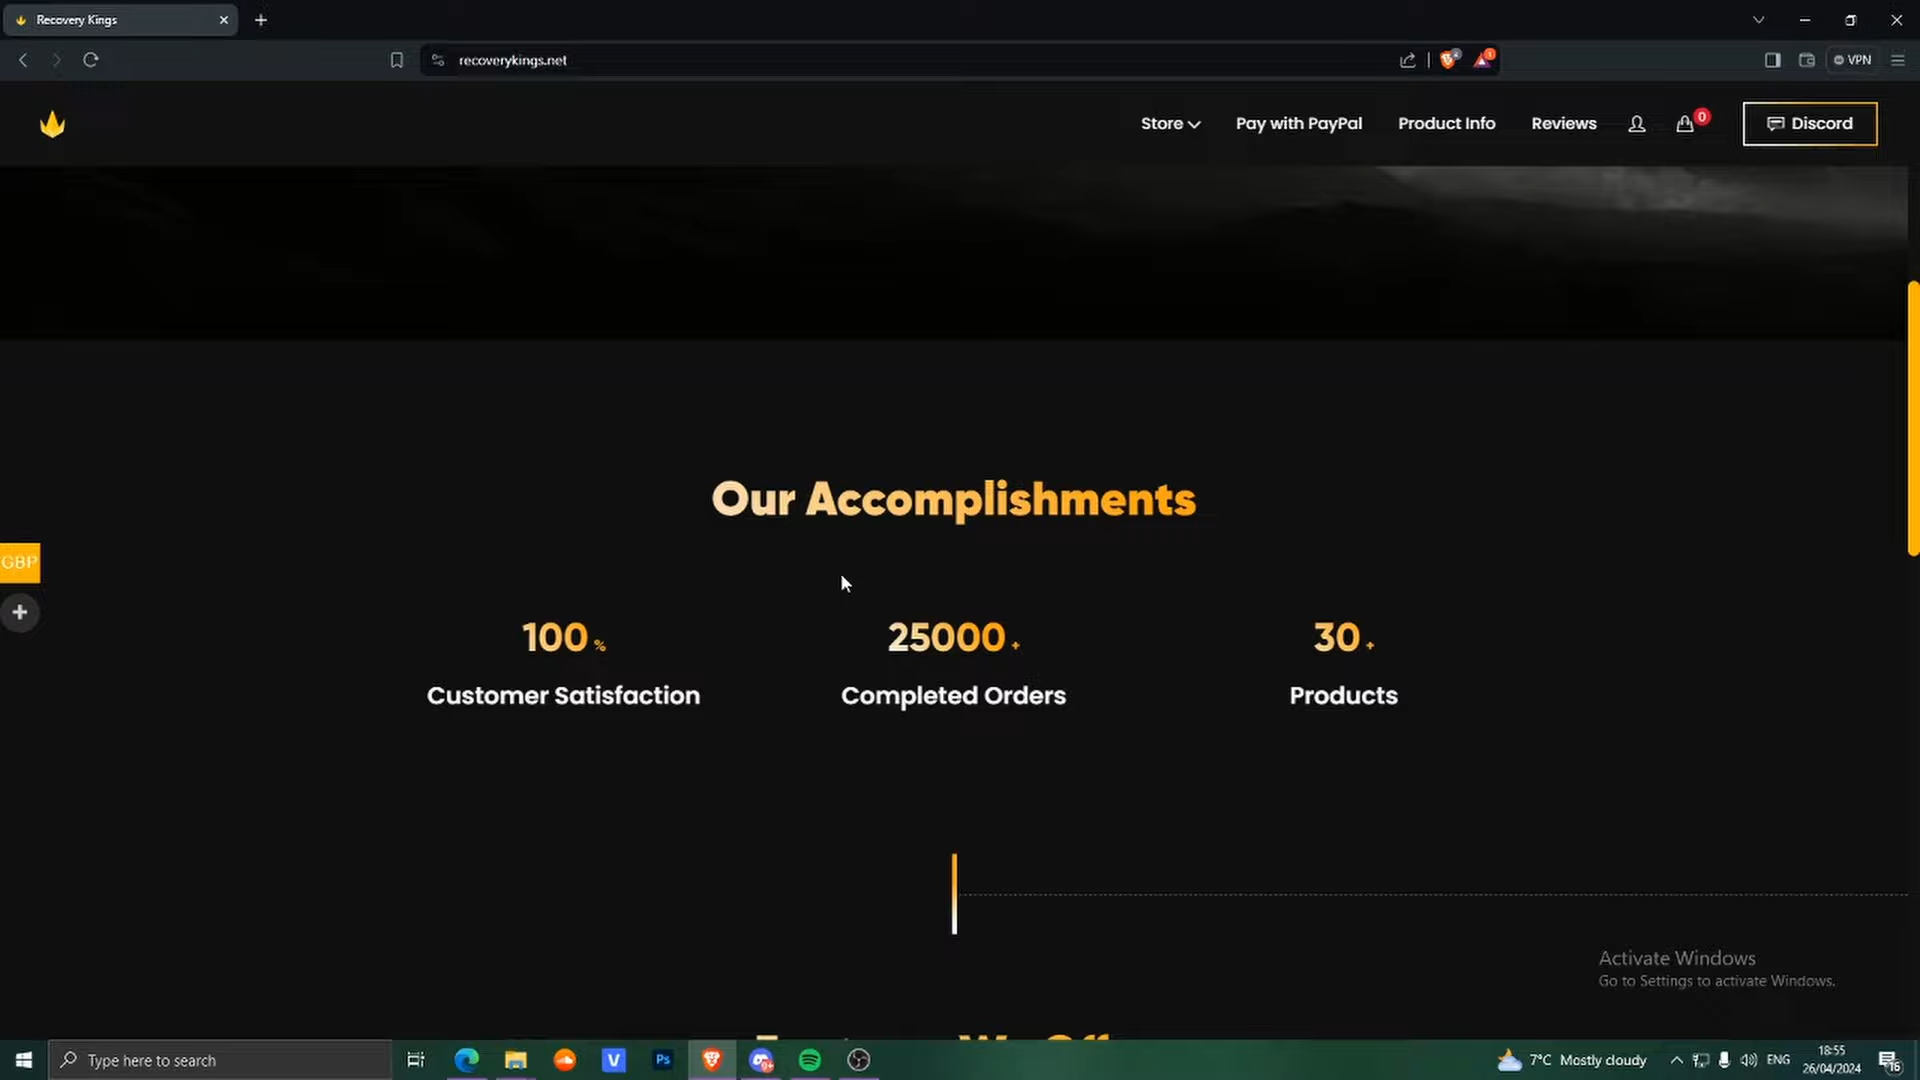 Recovery Kings
recoverykings.net
VPN
Store
Pay with PayPal
Product Info
Reviews
0
Discord
Our Accomplishments
GBP
100 %
25000 +
30 +
Customer Satisfaction
Completed Orders
Products
Activate Windows
Go to Settings to activate Windows.
Type here to search
V
Ps
7°C Mostly cloudy
ENG
18:55
26/04/2024
16